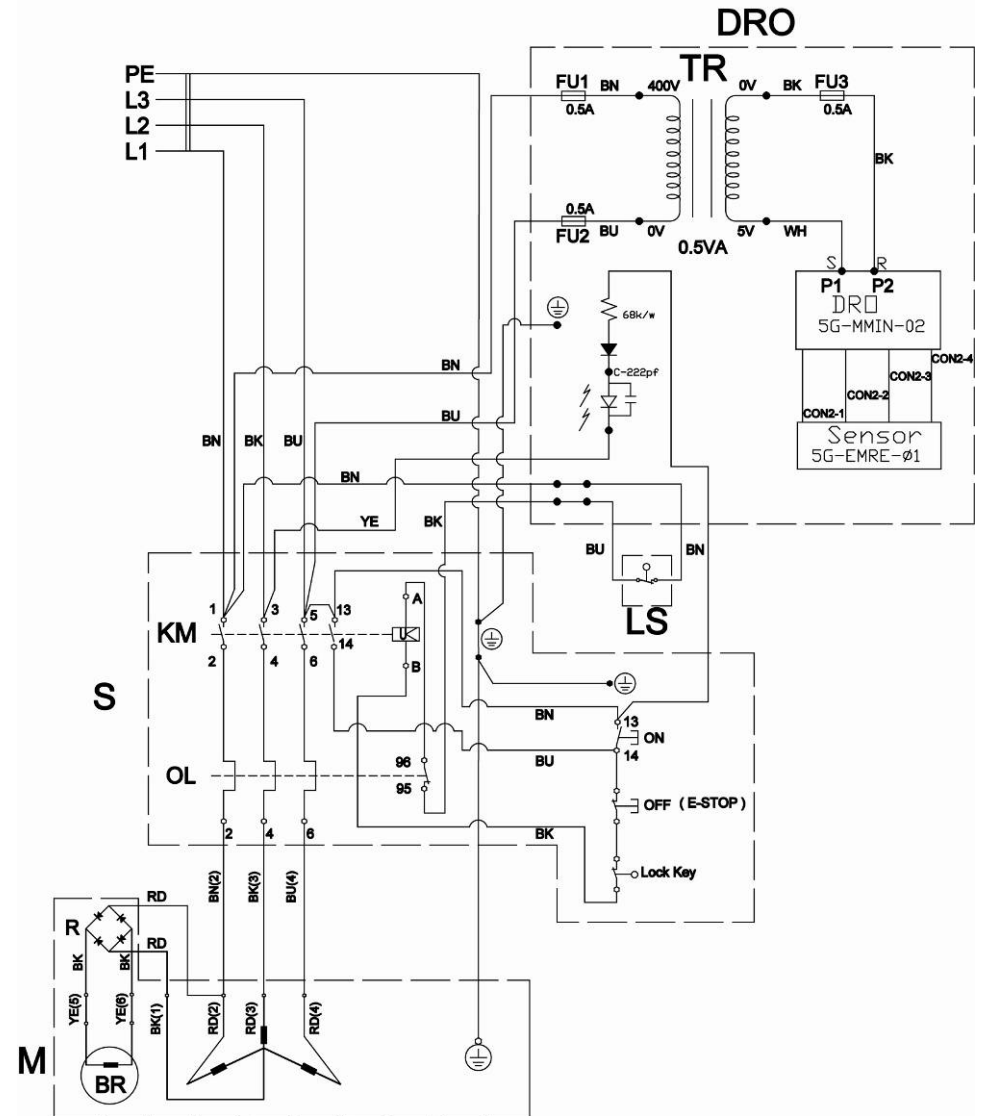 DRO
TR
PE
L3
L2
L1
FU1 BN 400V 0V BK FU3
0.5A 0.5A
BK
0.5A
FU2 BU 0V 5V WH
0.5VA
S R
P1 P2
DRO
5G-MMIN-02
68k/w
C-222pf
CON2-4
CON2-3
CON2-2
CON2-1
Sensor
5G-EMRE-Ø1
BN
BU
BN BK BU
BN
YE BK
BU BN
LS
1 3 5 13
A
KM
U
14
2 4 6
B
S
BN
13
ON
BU 14
OL
96
95
OFF ( E-STOP )
2 4 6
BK
Lock Key
BN(2) BK(3) BU(4)
RD
R
RD
BK BK
YE(5) YE(6) BK(1) RD(2) RD(3) RD(4)
M
BR